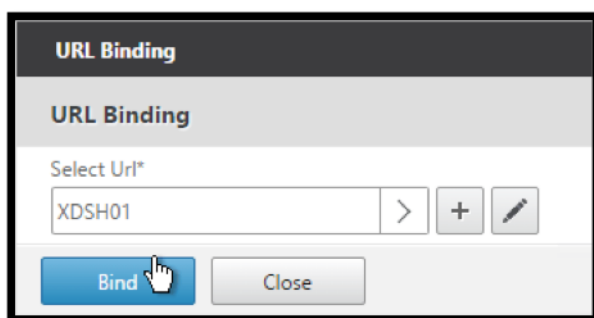 URL Binding
URL Binding
Select Url*
XDSH01
Bind Close